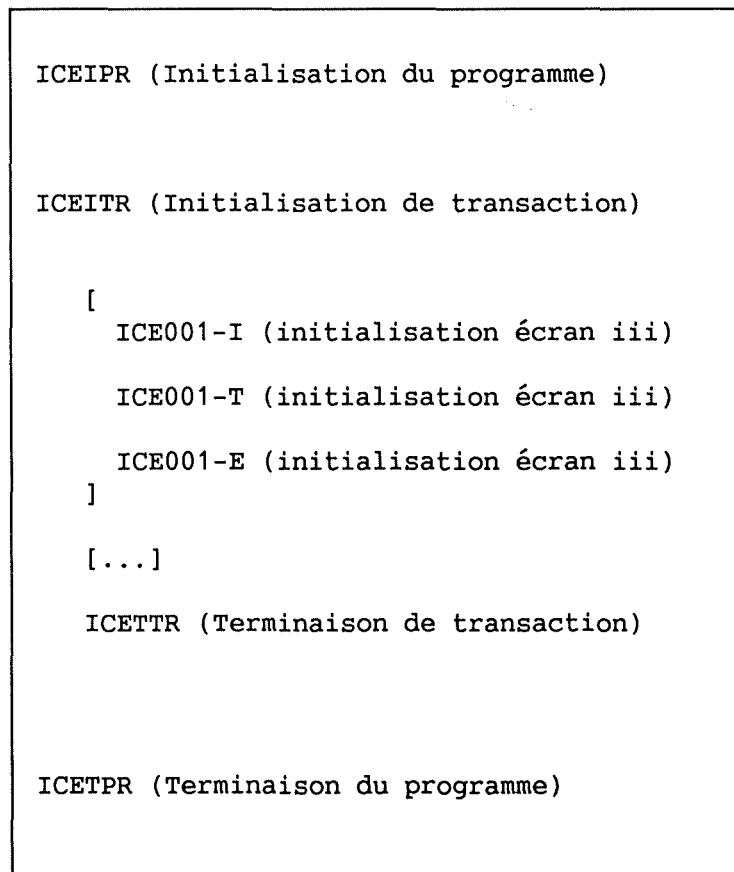 ICEIPR (Initialisation du programme)
ICEITR (Initialisation de transaction)
[
ICE001-I (initialisation écran iii)
ICE001-T (initialisation écran iii)
ICE001-E (initialisation écran iii)
]
[...]
ICETTR (Terminaison de transaction)
ICETPR (Terminaison du programme)